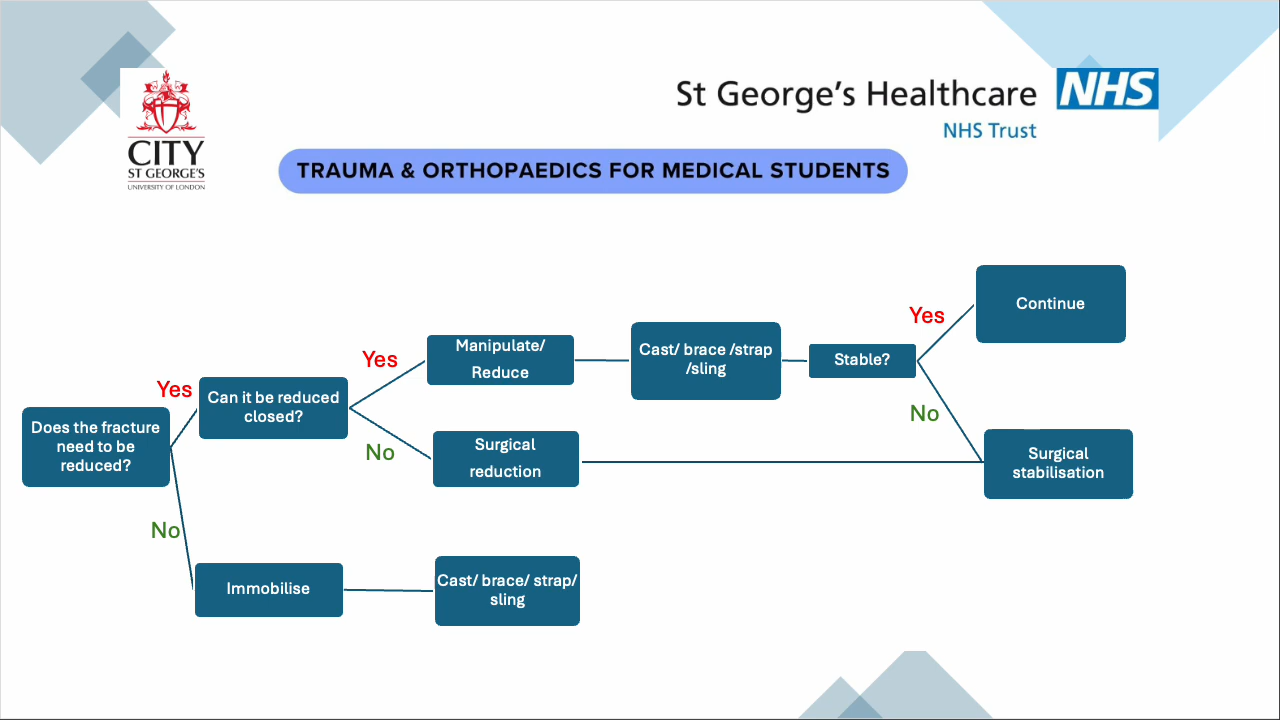 St George's Healthcare NHS
NHS Trust
CITY
ST GEORGE'S
UNIVERSITY OF LONDON
TRAUMA & ORTHOPAEDICS FOR MEDICAL STUDENTS
Does the fracture
need to be
reduced?
Yes
No
Can it be reduced
closed?
Yes
No
Manipulate/
Reduce
Cast/ brace /strap
/sling
Stable?
Yes
No
Continue
Surgical
reduction
Surgical
stabilisation
Immobilise
Cast/ brace/ strap/
sling